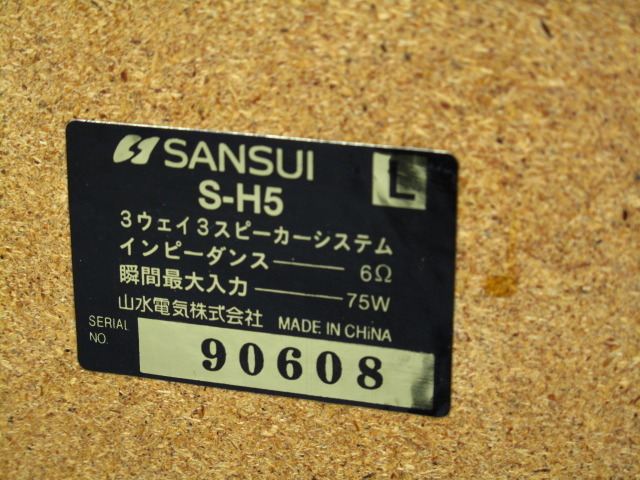 SANSUI L
S-H5
3ウェイ3スピーカーシステム
インピーダンス 6Ω
瞬間最大入力 75W
山水電気株式会社 MADE IN CHiNA
SERIAL NO. 90608